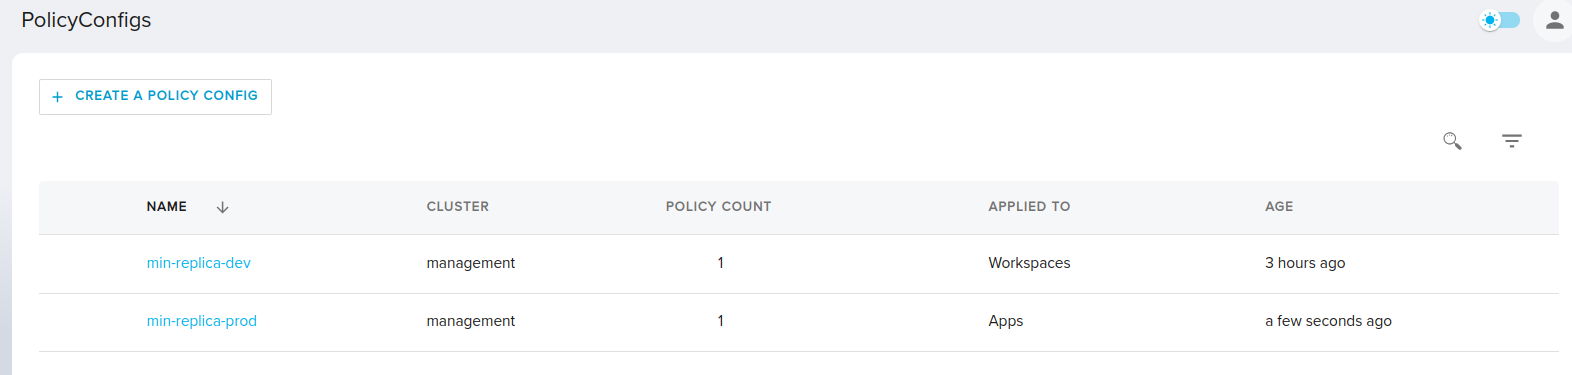 PolicyConfigs
+ CREATE A POLICY CONFIG
NAME CLUSTER POLICY COUNT APPLIED TO AGE
min-replica-dev management 1 Workspaces 3 hours ago
min-replica-prod management 1 Apps a few seconds ago